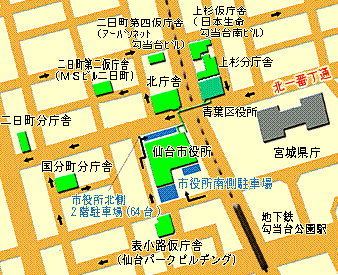 二日町第四仮庁舎
(アーバンネット
勾当台ビル)
上杉仮庁舎
(日本生命
勾当台南ビル)
二日町第二仮庁舎
(MSビル二日町)
上杉分庁舎
北庁舎
北一番丁通
青葉区役所
二日町分庁舎
仙台市役所
宮城県庁
国分町分庁舎
市役所南側駐車場
市役所北側
2階駐車場(64台)
地下鉄
勾当台公園駅
表小路仮庁舎
(仙台パークビルヂング)